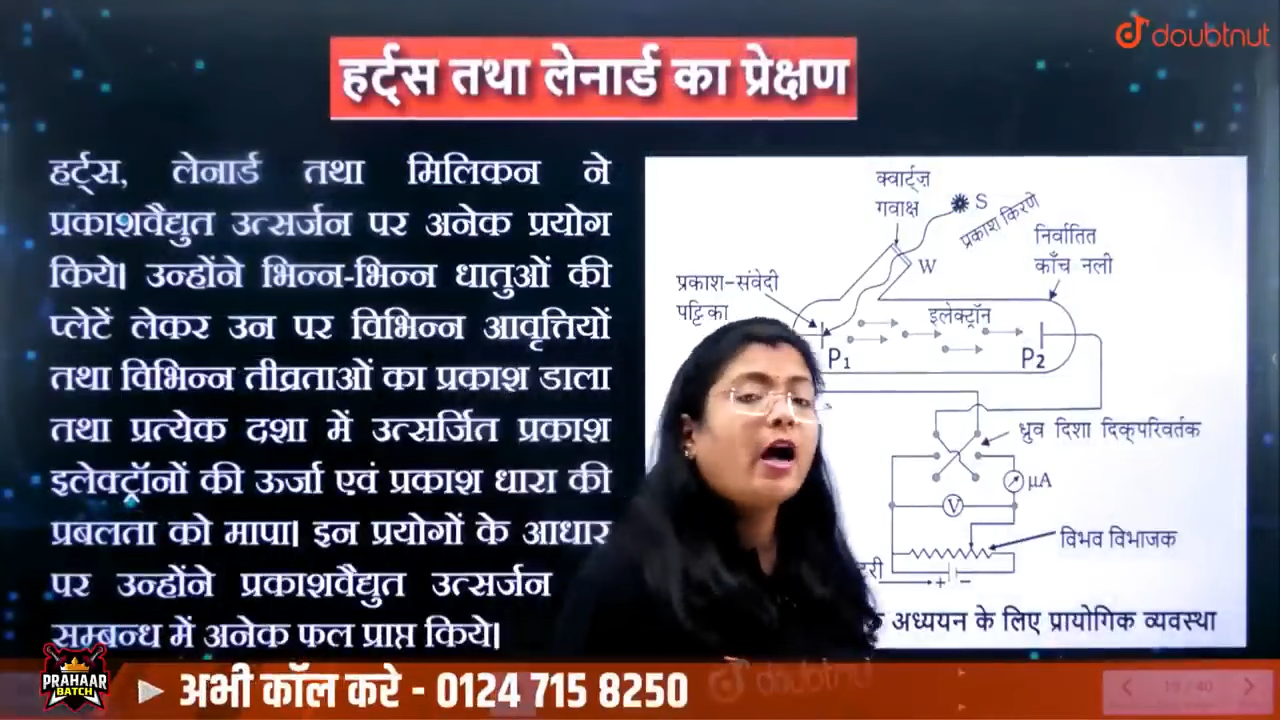 doubtnut
हर्ट्स तथा लेनार्ड का प्रेक्षण
हर्ट्स, लेनार्ड तथा मिलिकन ने
प्रकाशवैद्युत उत्सर्जन पर अनेक प्रयोग
किये। उन्होंने भिन्न-भिन्न धातुओं की
प्लेटें लेकर उन पर विभिन्न आवृत्तियों
तथा विभिन्न तीव्रताओं का प्रकाश डाला
तथा प्रत्येक दशा में उत्सर्जित प्रकाश
इलेक्ट्रॉनों की ऊर्जा एवं प्रकाश धारा की
प्रबलता को मापा। इन प्रयोगों के आधार
पर उन्होंने प्रकाशवैद्युत उत्सर्जन
सम्बन्ध में अनेक फल प्राप्त किये।
क्वार्ट्ज़
गवाक्ष
S
प्रकाश किरणे
W
निर्वातित
काँच नली
प्रकाश-संवेदी
पट्टिका
इलेक्ट्रॉन
P1
P2
ध्रुव दिशा दिक्परिवर्तक
μA
V
विभव विभाजक
+ −
अध्ययन के लिए प्रायोगिक व्यवस्था
PRAHAAR
BATCH
अभी कॉल करे - 0124 715 8250
doubtnut
19 / 40